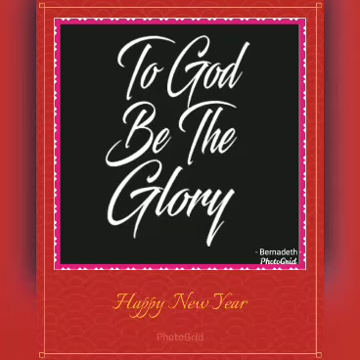 To God
Be The
Glory
- Bernadeth -
PhotoGrid
Happy New Year
PhotoGrid